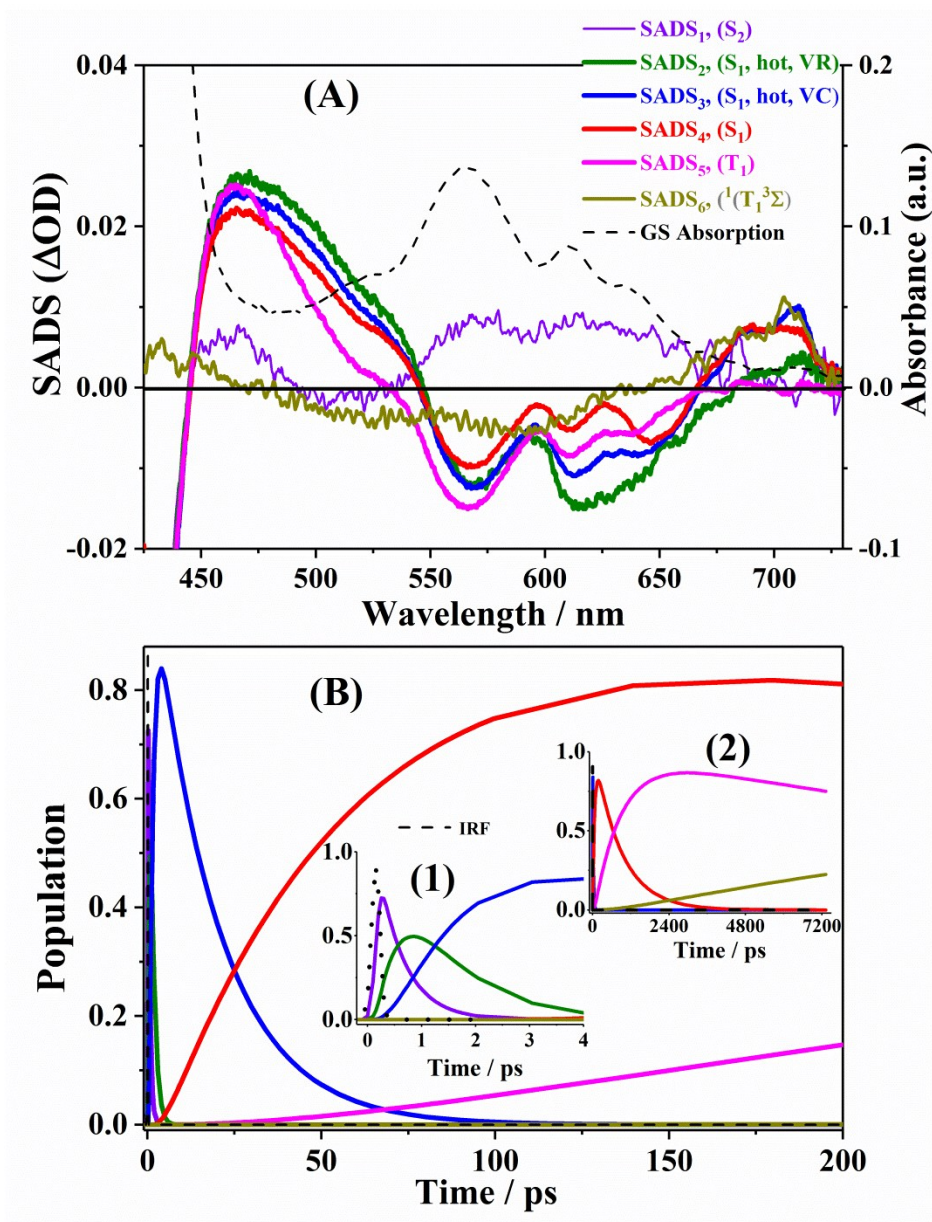 SADS₁, (S₂)
SADS₂, (S₁, hot, VR)
SADS₃, (S₁, hot, VC)
SADS₄, (S₁)
SADS₅, (T₁)
SADS₆, (¹(T₁³Σ)
GS Absorption
(A)
0.04
0.02
0.00
-0.02
SADS (ΔOD)
0.2
0.1
0.0
-0.1
Absorbance (a.u.)
450 500 550 600 650 700
Wavelength / nm
(B)
0.8
0.6
0.4
0.2
0.0
Population
IRF
(1)
1.0
0.5
0.0
0 1 2 3 4
Time / ps
(2)
1.0
0.5
0.0
0 2400 4800 7200
Time / ps
0 50 100 150 200
Time / ps